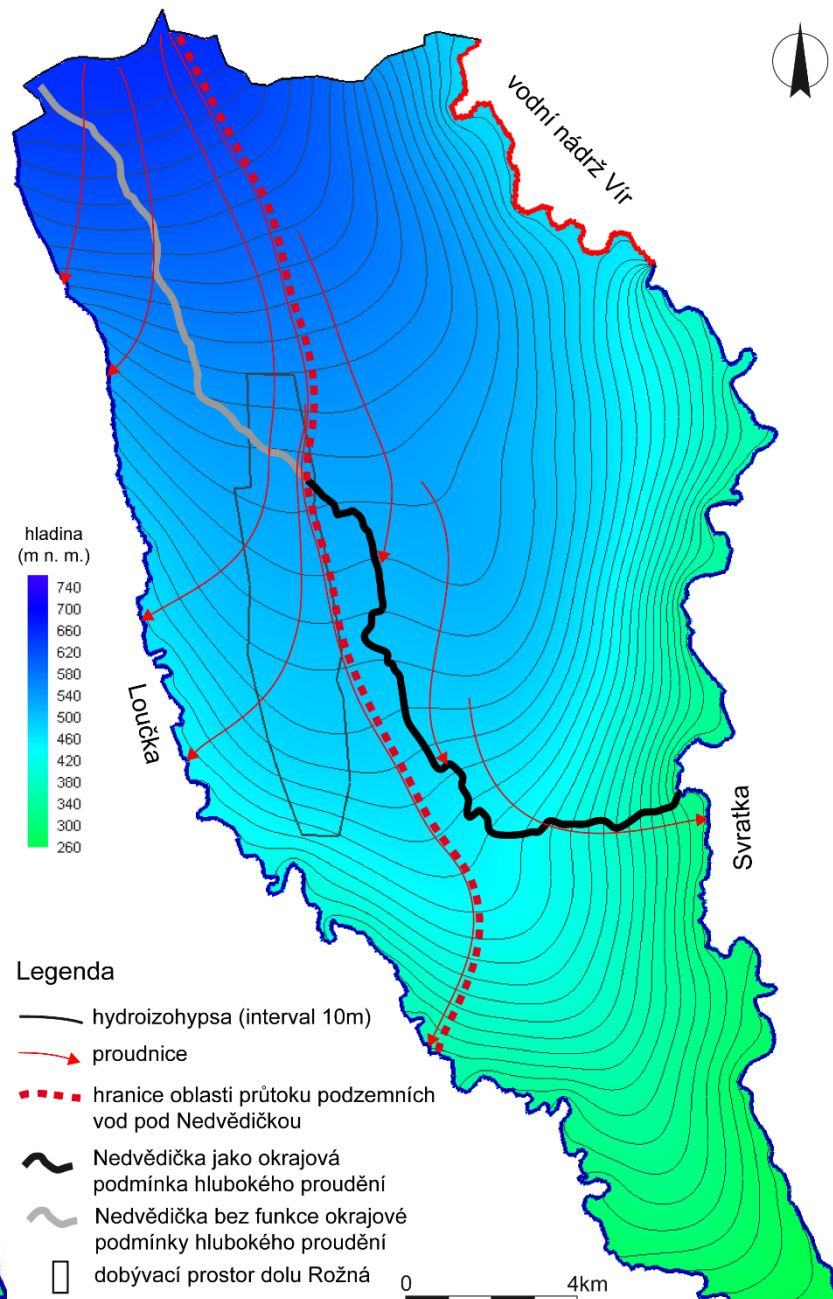 vodní nádrž Vír
hladina
(m n. m.)
740
700
660
620
580
540
500
460
420
380
340
300
260
Loučka
Svratka
Legenda
hydroizohypsa (interval 10m)
proudnice
hranice oblasti průtoku podzemních
vod pod Nedvědičkou
Nedvědička jako okrajová
podmínka hlubokého proudění
Nedvědička bez funkce okrajové
podmínky hlubokého proudění
dobývací prostor dolu Rožná
0 4km